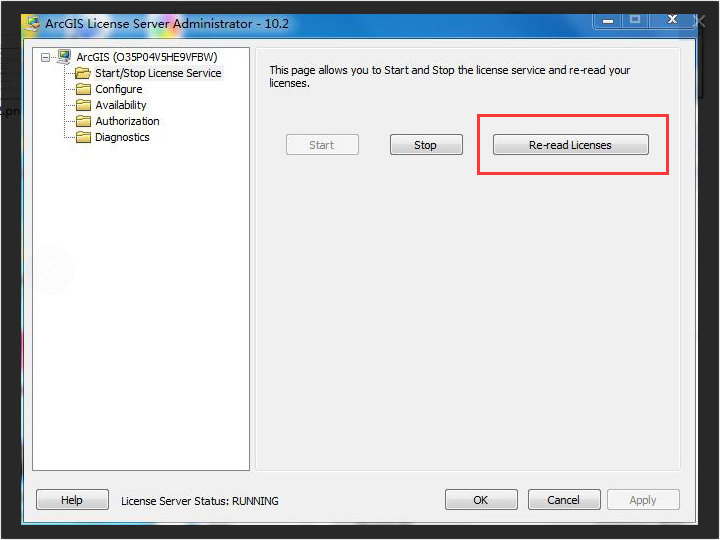 ArcGIS License Server Administrator - 10.2
ArcGIS (O35P04V5HE9VFBW)
Start/Stop License Service
Configure
Availability
Authorization
Diagnostics
This page allows you to Start and Stop the license service and re-read your
licenses.
Start
Stop
Re-read Licenses
Help
License Server Status: RUNNING
OK
Cancel
Apply